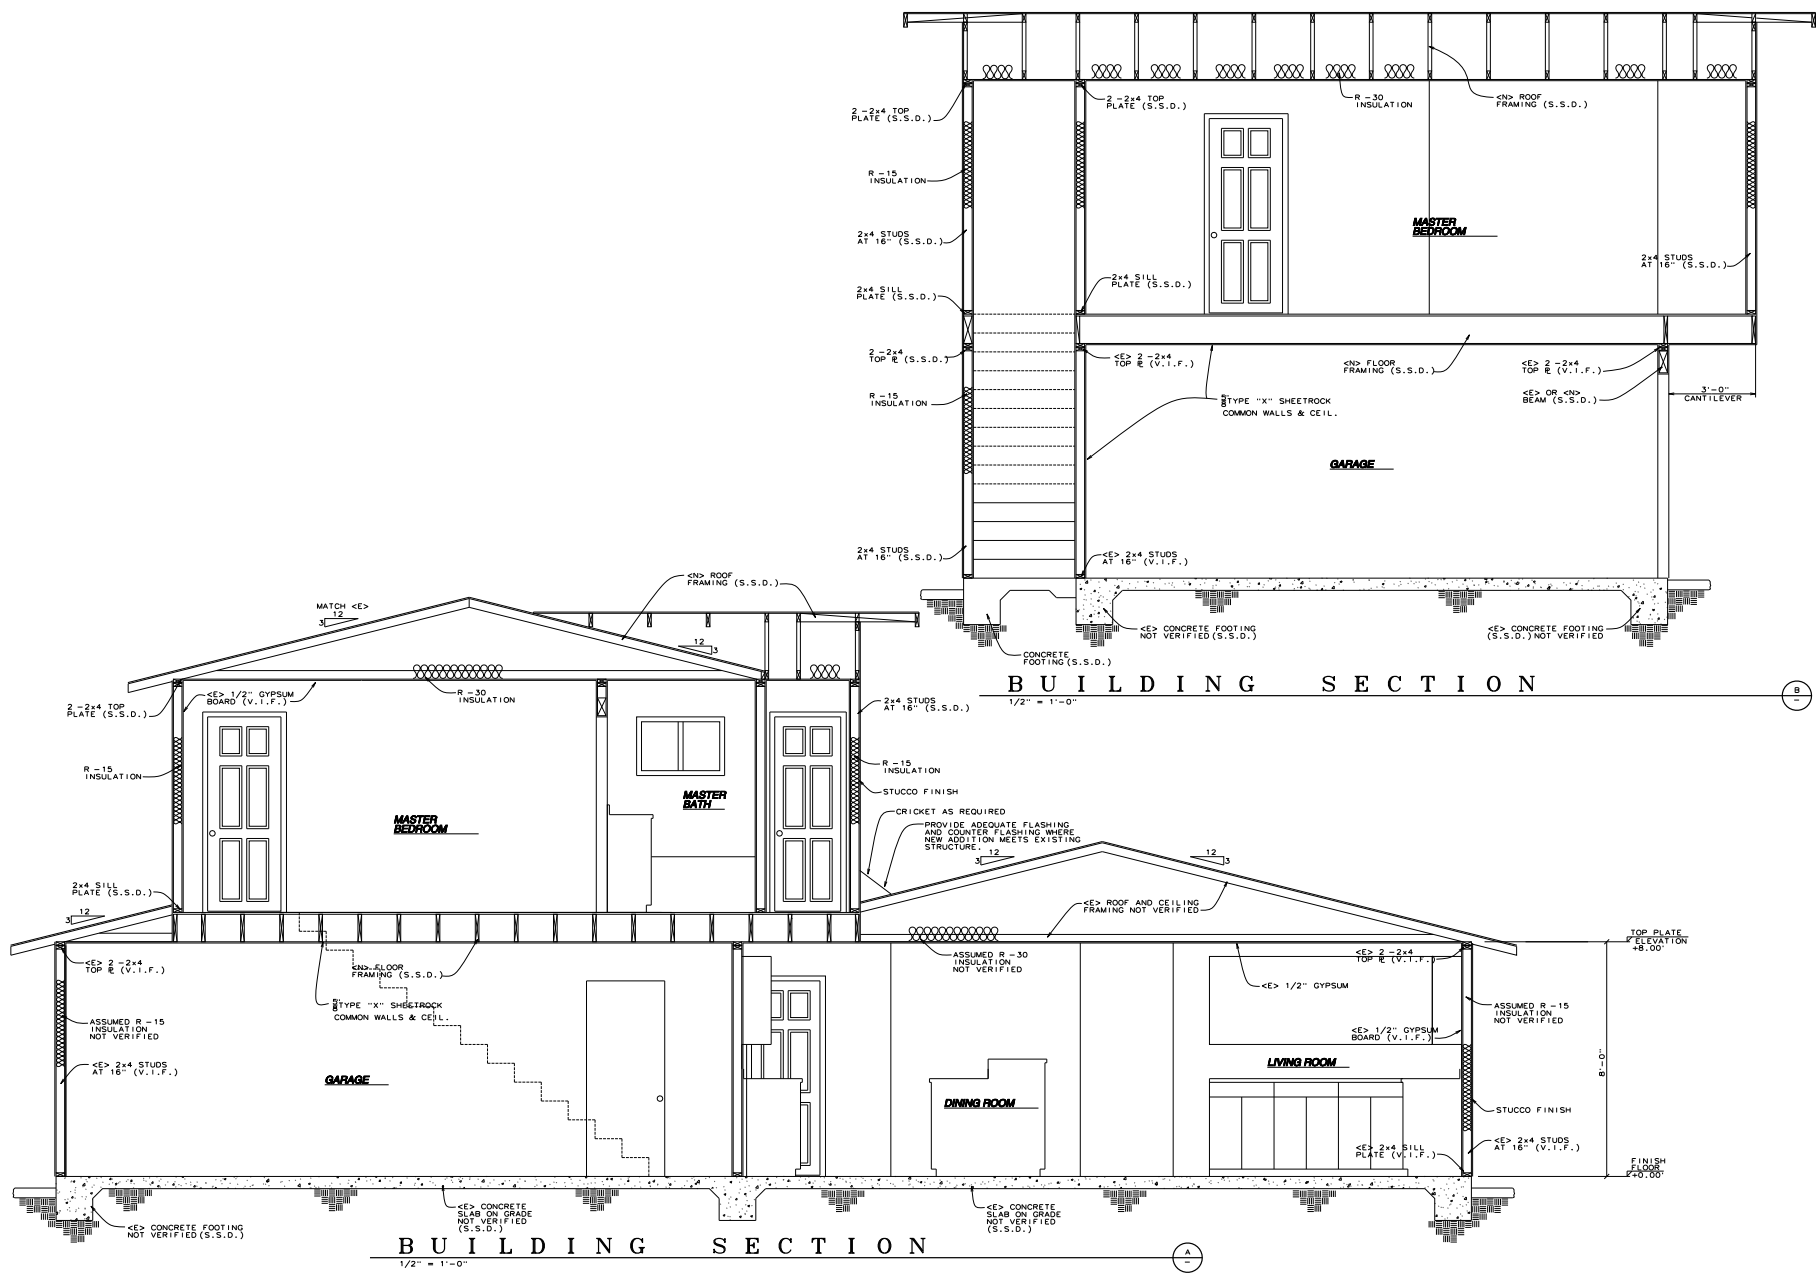 2 -2x4 TOP
PLATE (S.S.D.)
R -15
INSULATION
2x4 STUDS
AT 16" (S.S.D.)
2x4 SILL
PLATE (S.S.D.)
2 -2x4
TOP ℞ (S.S.D.)
R -15
INSULATION
2x4 STUDS
AT 16" (S.S.D.)
2 -2x4 TOP
PLATE (S.S.D.)
R -30
INSULATION
<N> ROOF
FRAMING (S.S.D.)
MASTER
BEDROOM
2x4 STUDS
AT 16" (S.S.D.)
2x4 SILL
PLATE (S.S.D.)
<E> 2 -2x4
TOP ℞ (V.I.F.)
<N> FLOOR
FRAMING (S.S.D.)
<E> 2 -2x4
TOP ℞ (V.I.F.)
<E> OR <N>
BEAM (S.S.D.)
3'-0"
CANTILEVER
TYPE "X" SHEETROCK
COMMON WALLS & CEIL.
GARAGE
<E> 2x4 STUDS
AT 16" (V.I.F.)
<E> CONCRETE FOOTING
NOT VERIFIED (S.S.D.)
<E> CONCRETE FOOTING
(S.S.D.) NOT VERIFIED
CONCRETE
FOOTING (S.S.D.)
BUILDING SECTION
1/2" = 1'-0"
B
-
<N> ROOF
FRAMING (S.S.D.)
MATCH <E>
12
3
12
3
2 -2x4 TOP
PLATE (S.S.D.)
<E> 1/2" GYPSUM
BOARD (V.I.F.)
R -30
INSULATION
2x4 STUDS
AT 16" (S.S.D.)
R -15
INSULATION
R -15
INSULATION
STUCCO FINISH
MASTER
BATH
MASTER
BEDROOM
CRICKET AS REQUIRED
PROVIDE ADEQUATE FLASHING
AND COUNTER FLASHING WHERE
NEW ADDITION MEETS EXISTING
STRUCTURE.
12
3
12
3
2x4 SILL
PLATE (S.S.D.)
12
3
<E> ROOF AND CEILING
FRAMING NOT VERIFIED
TOP PLATE
ELEVATION
+8.00'
<E> 2 -2x4
TOP ℞ (V.I.F.)
<N> FLOOR
FRAMING (S.S.D.)
ASSUMED R -30
INSULATION
NOT VERIFIED
<E> 2 -2x4
TOP ℞ (V.I.F.)
<E> 1/2" GYPSUM
TYPE "X" SHEETROCK
COMMON WALLS & CEIL.
ASSUMED R -15
INSULATION
NOT VERIFIED
ASSUMED R -15
INSULATION
NOT VERIFIED
<E> 1/2" GYPSUM
BOARD (V.I.F.)
<E> 2x4 STUDS
AT 16" (V.I.F.)
GARAGE
LIVING ROOM
8'-0"
DINING ROOM
STUCCO FINISH
<E> 2x4 SILL
PLATE (V.I.F.)
<E> 2x4 STUDS
AT 16" (V.I.F.)
FINISH
FLOOR
+0.00'
<E> CONCRETE FOOTING
NOT VERIFIED (S.S.D.)
<E> CONCRETE
SLAB ON GRADE
NOT VERIFIED
(S.S.D.)
<E> CONCRETE
SLAB ON GRADE
NOT VERIFIED
(S.S.D.)
BUILDING SECTION
1/2" = 1'-0"
A
-